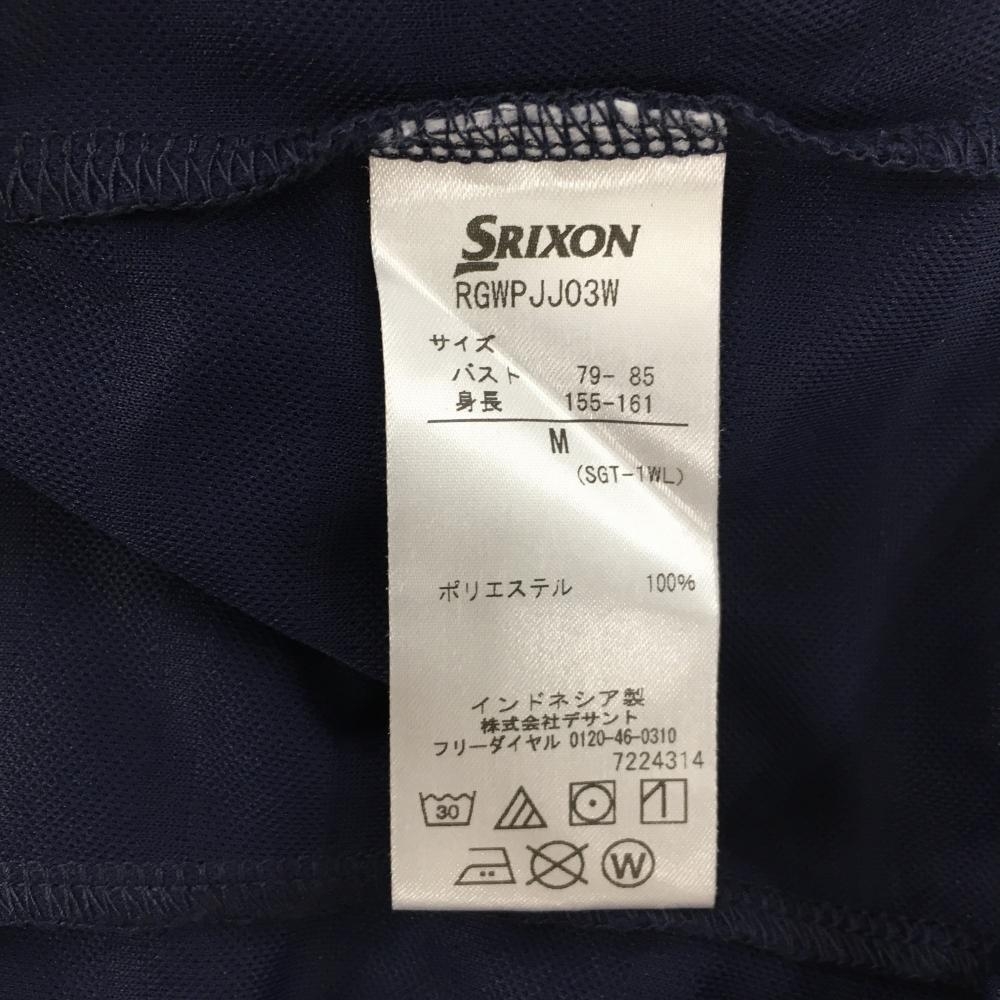 SRIXON
RGWPJJ03W
サイズ
バスト 79- 85
身長 155-161
M
(SGT-1WL)
ポリエステル 100%
インドネシア製
株式会社デサント
フリーダイヤル 0120-46-0310
7224314
30
W